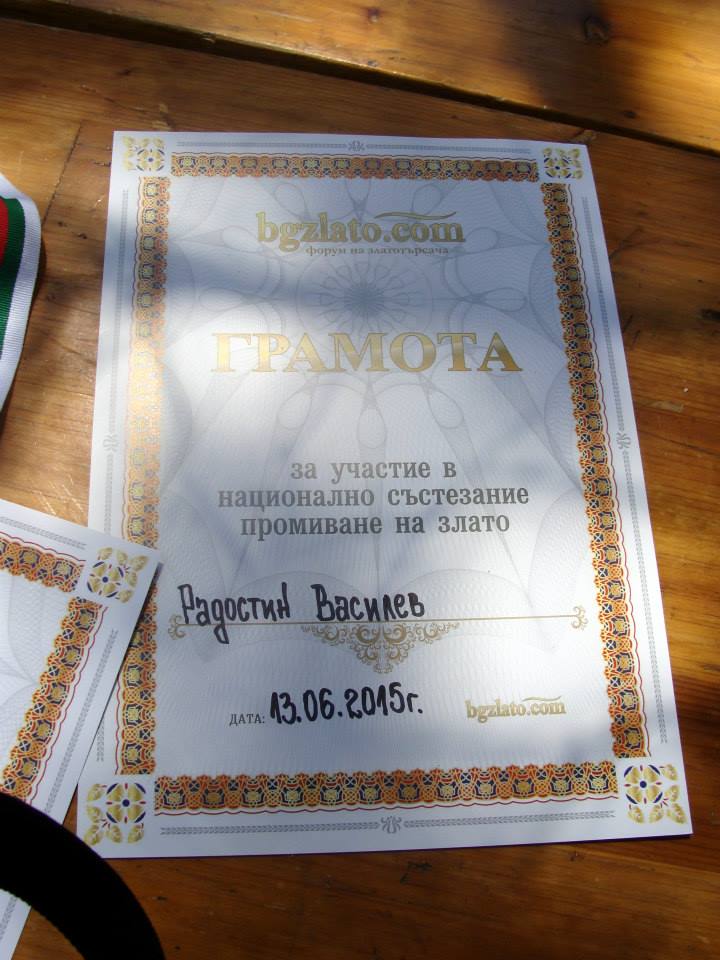 bgzlato.com
форум на златотърсача
ГРАМОТА
за участие в
национално състезание
промиване на злато
Радостин Василев
ДАТА: 13.06.2015г.
bgzlato.com